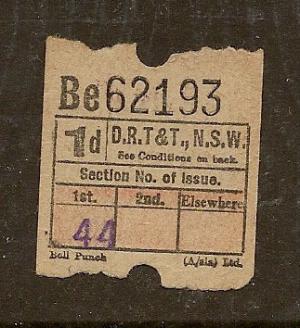 Be62193
1d D.R.T&T., N.S.W.
See Conditions on back.
Section No. of Issue.
1st. 2nd. Elsewhere
44
Bell Punch (A/sia) Ltd.